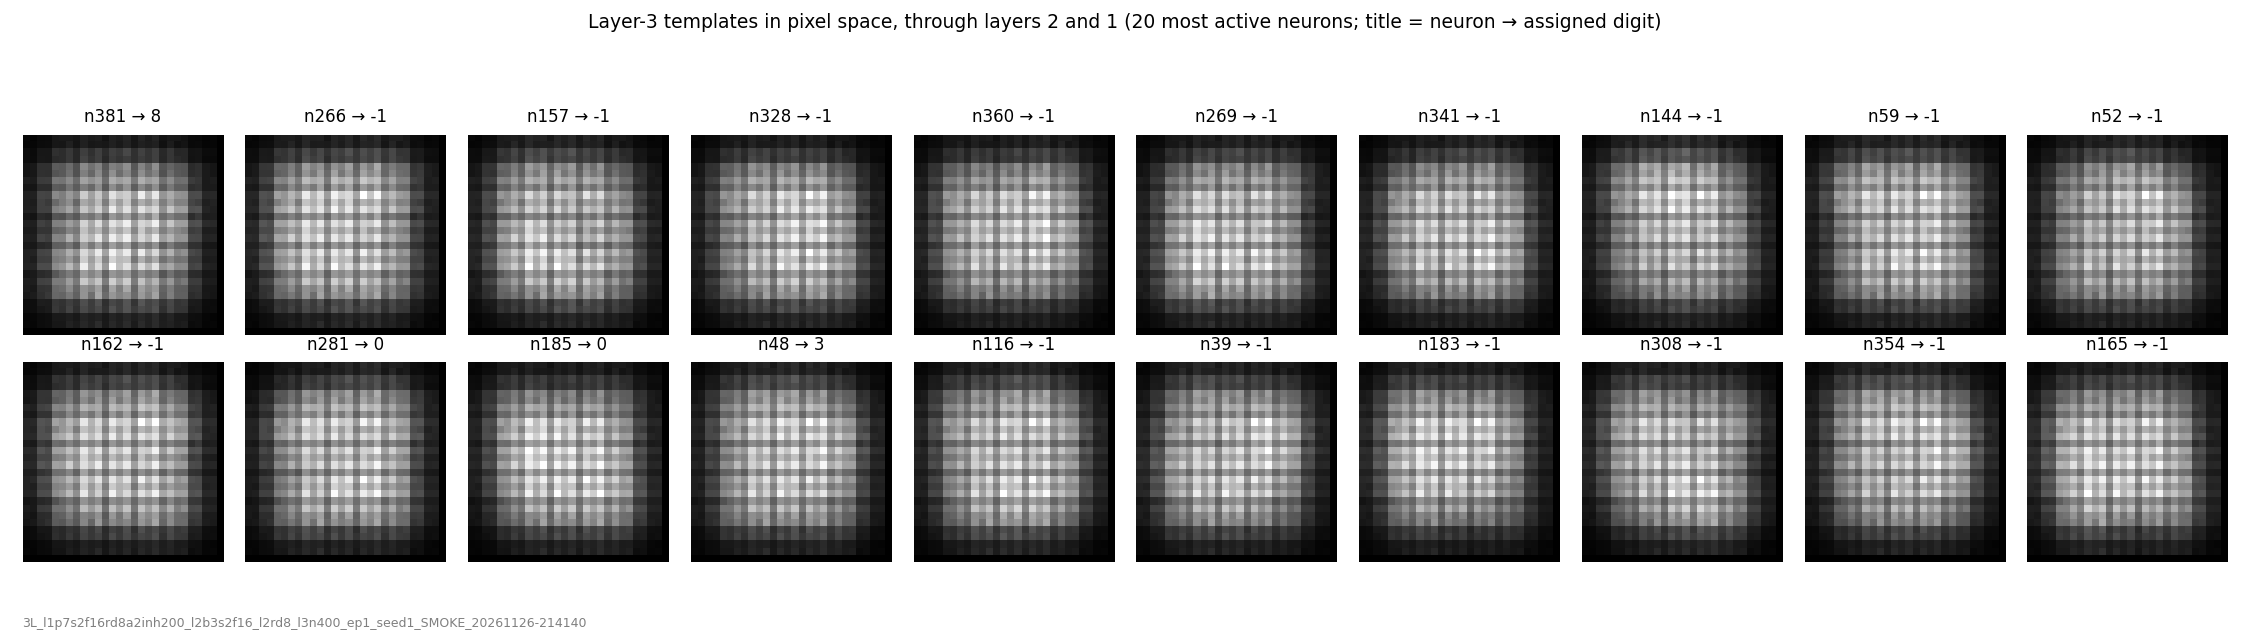 Layer-3 templates in pixel space, through layers 2 and 1 (20 most active neurons; title = neuron → assigned digit)
n381 → 8
n266 → -1
n157 → -1
n328 → -1
n360 → -1
n269 → -1
n341 → -1
n144 → -1
n59 → -1
n52 → -1
n162 → -1
n281 → 0
n185 → 0
n48 → 3
n116 → -1
n39 → -1
n183 → -1
n308 → -1
n354 → -1
n165 → -1
3L_l1p7s2f16rd8a2inh200_l2b3s2f16_l2rd8_l3n400_ep1_seed1_SMOKE_20261126-214140